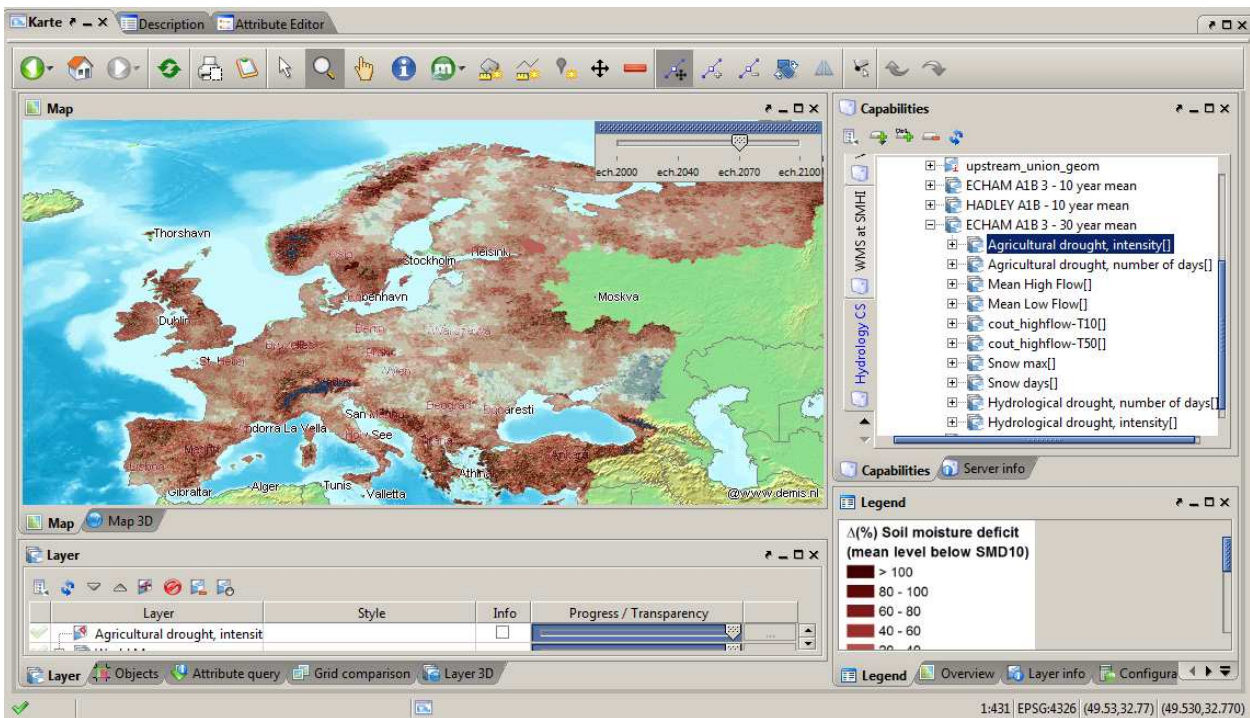 Karte
Description
Attribute Editor
Map
ech.2000 ech.2040 ech.2070 ech.2100
Thorshavn
Stockholm
Helsinki
Moskva
Dublin
Berlin
St. Helier
Wien
Bucaresti
Andorra La Vella
Lisboa
Ankara
Gibraltar
Alger
Tunis
Valletta
@www.demis.nl
Map
Map 3D
Layer
Layer Style Info Progress / Transparency
Agricultural drought, intensit
...
Layer
Objects
Attribute query
Grid comparison
Layer 3D
Capabilities
WMS at SMHI
Hydrology CS
upstream_union_geom
ECHAM A1B 3 - 10 year mean
HADLEY A1B - 10 year mean
ECHAM A1B 3 - 30 year mean
Agricultural drought, intensity[]
Agricultural drought, number of days[]
Mean High Flow[]
Mean Low Flow[]
cout_highflow-T10[]
cout_highflow-T50[]
Snow max[]
Snow days[]
Hydrological drought, number of days[]
Hydrological drought, intensity[]
Capabilities
Server info
Legend
Δ(%) Soil moisture deficit
(mean level below SMD10)
> 100
80 - 100
60 - 80
40 - 60
20 - 40
Legend
Overview
Layer info
Configura
1:431 EPSG:4326 (49.53,32.77) (49.530,32.770)